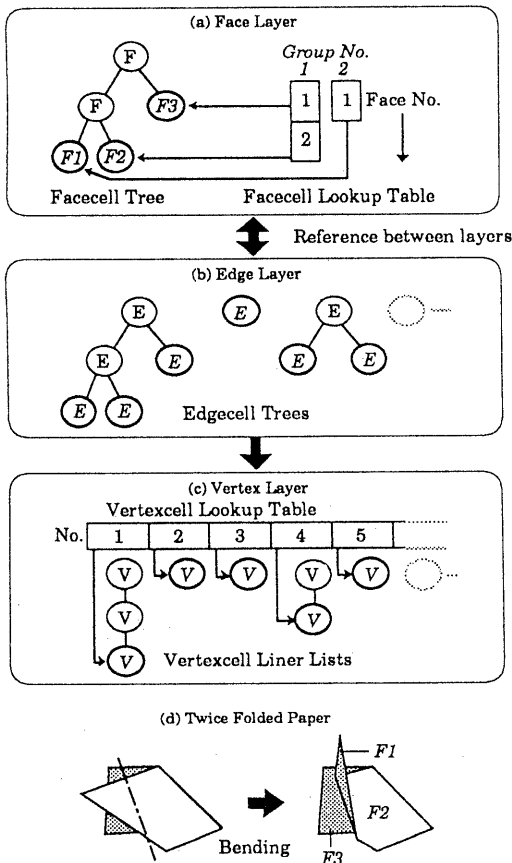 (a) Face Layer
Group No.
1 2
F
F F3 1 1 Face No.
2
F1 F2
Facecell Tree Facecell Lookup Table
Reference between layers
(b) Edge Layer
E E E
E E E E
E E
Edgecell Trees
(c) Vertex Layer
Vertexcell Lookup Table
No. 1 2 3 4 5
V V V V V
V V
V Vertexcell Liner Lists
(d) Twice Folded Paper
F1
F2
Bending
F3